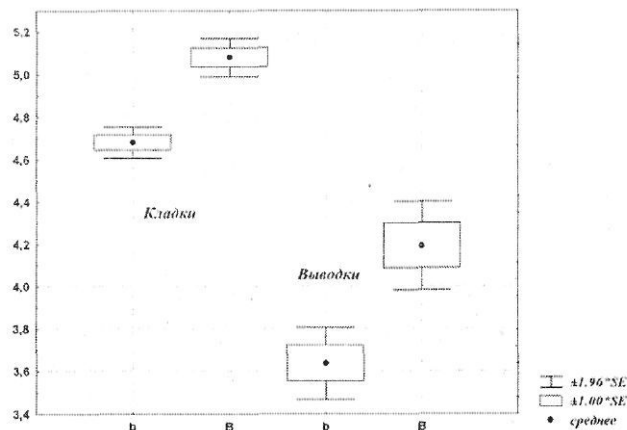 5,2
5,0
4,8
4,6
4,4
4,2
4,0
3,8
3,6
3,4
Кладки
Выводки
b B b B
±1.96*SE
±1.00*SE
среднее